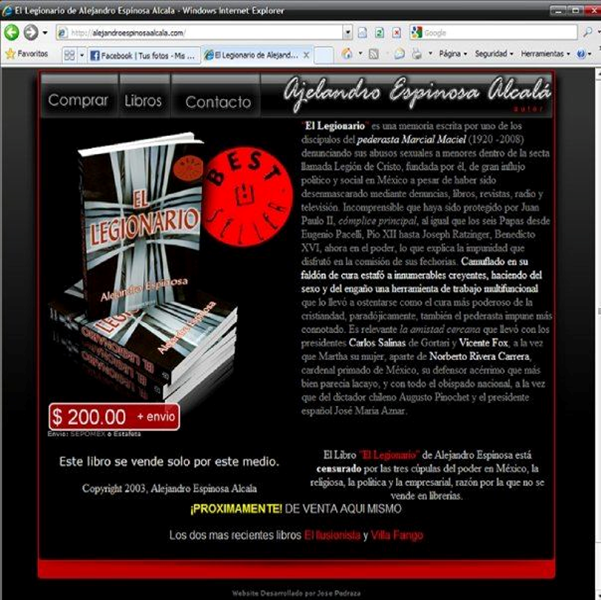 El Legionario de Alejandro Espinosa Alcala - Windows Internet Explorer
http://alejandroespinosaalcala.com/
Google
Favoritos
Facebook | Tus fotos - Mis ...
El Legionario de Alejand...
Página
Seguridad
Herramientas
Comprar
Libros
Contacto
Ajelandro Espinosa Alcalá
autor
"El Legionario" es una memoria escrita por uno de los
discípulos del pederasta Marcial Maciel (1920 -2008)
denunciando sus abusos sexuales a menores dentro de la secta
llamada Legión de Cristo, fundada por él, de gran influjo
político y social en México a pesar de haber sido
desenmascarado mediante denuncias, libros, revistas, radio y
televisión. Incomprensible que haya sido protegido por Juan
Paulo II, cómplice principal, al igual que los seis Papas desde
Eugenio Pacelli, Pio XII hasta Joseph Ratzinger, Benedicto
XVI, ahora en el poder, lo que explica la impunidad que
disfrutó en la comisión de sus fechorias. Camuflado en su
faldón de cura estafó a innumerables creyentes, haciendo del
sexo y del engaño una herramienta de trabajo multifuncional
que lo llevó a ostentarse como el cura más poderoso de la
cristiandad, paradójicamente, también el pederasta impune más
connotado. Es relevante la amistad cercana que llevó con los
presidentes Carlos Salinas de Gortari y Vicente Fox, a la vez
que Martha su mujer, aparte de Norberto Rivera Carrera,
cardenal primado de México, su defensor acérrimo que más
bien parecia lacayo, y con todo el obispado nacional, a la vez
que del dictador chileno Augusto Pinochet y el presidente
español José Maria Aznar.
BEST
SELLER
EL
LEGIONARIO
Alejandro Espinosa
LEGIONARIO
Alejandro Espinosa
EL LEGIONARIO
EL LEGIONARIO
$ 200.00 + envio
Envio: SEPOMEX o Estafeta
Este libro se vende solo por este medio.
Copyright 2003, Alejandro Espinosa Alcala
El Libro "El Legionario" de Alejandro Espinosa está
censurado por las tres cúpulas del poder en México, la
religiosa, la política y la empresarial, razón por la que no se
vende en librerias.
¡PROXIMAMENTE! DE VENTA AQUI MISMO
Los dos mas recientes libros El Ilusionista y Villa Fango
Website Desarrollado por Jose Pedraza